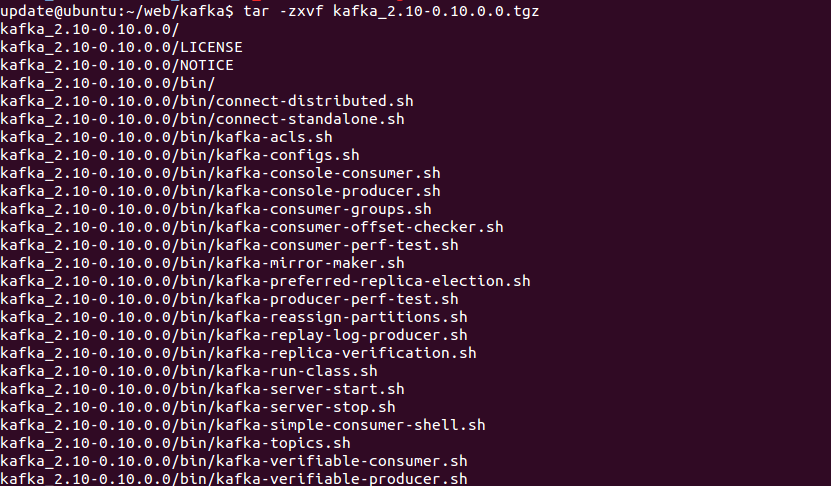 update@ubuntu:~/web/kafka$ tar -zxvf kafka_2.10-0.10.0.0.tgz
kafka_2.10-0.10.0.0/
kafka_2.10-0.10.0.0/LICENSE
kafka_2.10-0.10.0.0/NOTICE
kafka_2.10-0.10.0.0/bin/
kafka_2.10-0.10.0.0/bin/connect-distributed.sh
kafka_2.10-0.10.0.0/bin/connect-standalone.sh
kafka_2.10-0.10.0.0/bin/kafka-acls.sh
kafka_2.10-0.10.0.0/bin/kafka-configs.sh
kafka_2.10-0.10.0.0/bin/kafka-console-consumer.sh
kafka_2.10-0.10.0.0/bin/kafka-console-producer.sh
kafka_2.10-0.10.0.0/bin/kafka-consumer-groups.sh
kafka_2.10-0.10.0.0/bin/kafka-consumer-offset-checker.sh
kafka_2.10-0.10.0.0/bin/kafka-consumer-perf-test.sh
kafka_2.10-0.10.0.0/bin/kafka-mirror-maker.sh
kafka_2.10-0.10.0.0/bin/kafka-preferred-replica-election.sh
kafka_2.10-0.10.0.0/bin/kafka-producer-perf-test.sh
kafka_2.10-0.10.0.0/bin/kafka-reassign-partitions.sh
kafka_2.10-0.10.0.0/bin/kafka-replay-log-producer.sh
kafka_2.10-0.10.0.0/bin/kafka-replica-verification.sh
kafka_2.10-0.10.0.0/bin/kafka-run-class.sh
kafka_2.10-0.10.0.0/bin/kafka-server-start.sh
kafka_2.10-0.10.0.0/bin/kafka-server-stop.sh
kafka_2.10-0.10.0.0/bin/kafka-simple-consumer-shell.sh
kafka_2.10-0.10.0.0/bin/kafka-topics.sh
kafka_2.10-0.10.0.0/bin/kafka-verifiable-consumer.sh
kafka_2.10-0.10.0.0/bin/kafka-verifiable-producer.sh